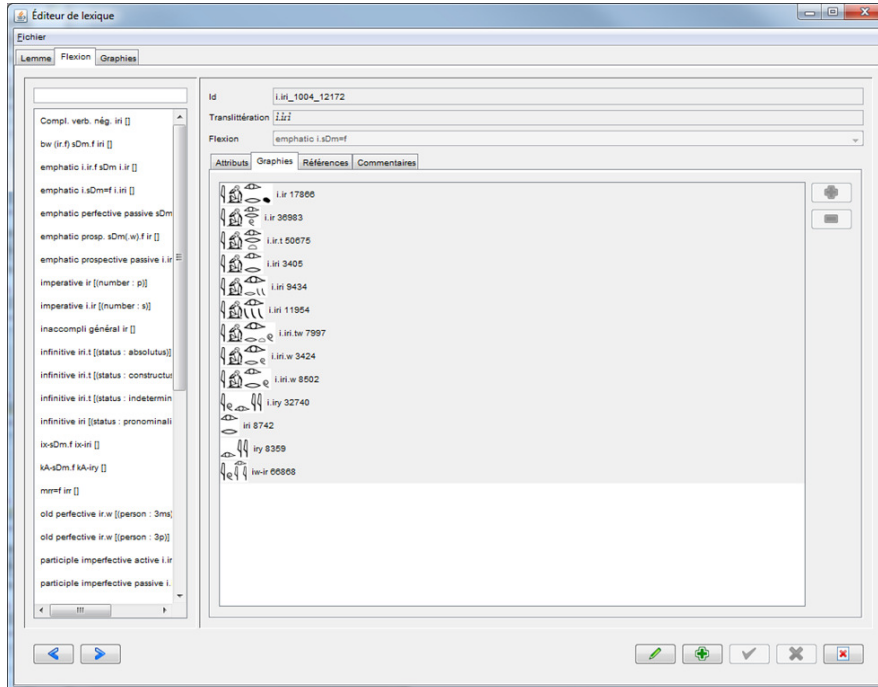 Éditeur de lexique
Fichier
Lemme Flexion Graphies
Id i.iri_1004_12172
Translittération i.iri
Flexion emphatic i.sDm=f
Attributs Graphies Références Commentaires
Compl. verb. nég. iri []
bw (ir.f) sDm.f iri []
emphatic i.ir.f sDm i.ir []
emphatic i.sDm=f i.iri []
emphatic perfective passive sDm
emphatic prosp. sDm(.w).f ir []
emphatic prospective passive i.ir
imperative ir [(number : p)]
imperative i.ir [(number : s)]
inaccompli général ir []
infinitive iri.t [(status : absolutus)]
infinitive iri.t [(status : constructus
infinitive iri.t [(status : indetermin
infinitive iri [(status : pronominali
ix-sDm.f ix-iri []
kA-sDm.f kA-iry []
mrr=f irr []
old perfective ir.w [(person : 3ms)
old perfective ir.w [(person : 3p)]
participle imperfective active i.ir
participle imperfective passive i.
i.ir 17866
i.ir 36983
i.ir.t 50675
i.iri 3405
i.iri 9434
i.iri 11954
i.iri.tw 7997
i.iri.w 3424
i.iri.w 8502
i.iry 32740
iri 8742
iry 8359
iw-ir 66868